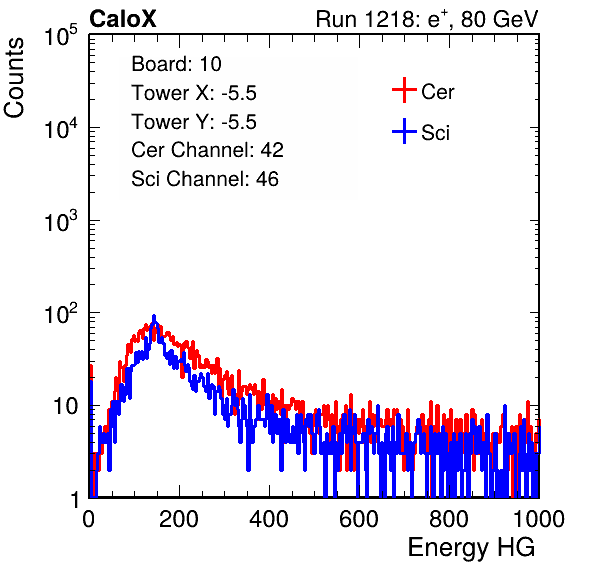 CaloX Run 1218: e+, 80 GeV
Counts
Board: 10
Tower X: -5.5
Tower Y: -5.5
Cer Channel: 42
Sci Channel: 46
Cer
Sci
10^5
10^4
10^3
10^2
10
1
0 200 400 600 800 1000
Energy HG